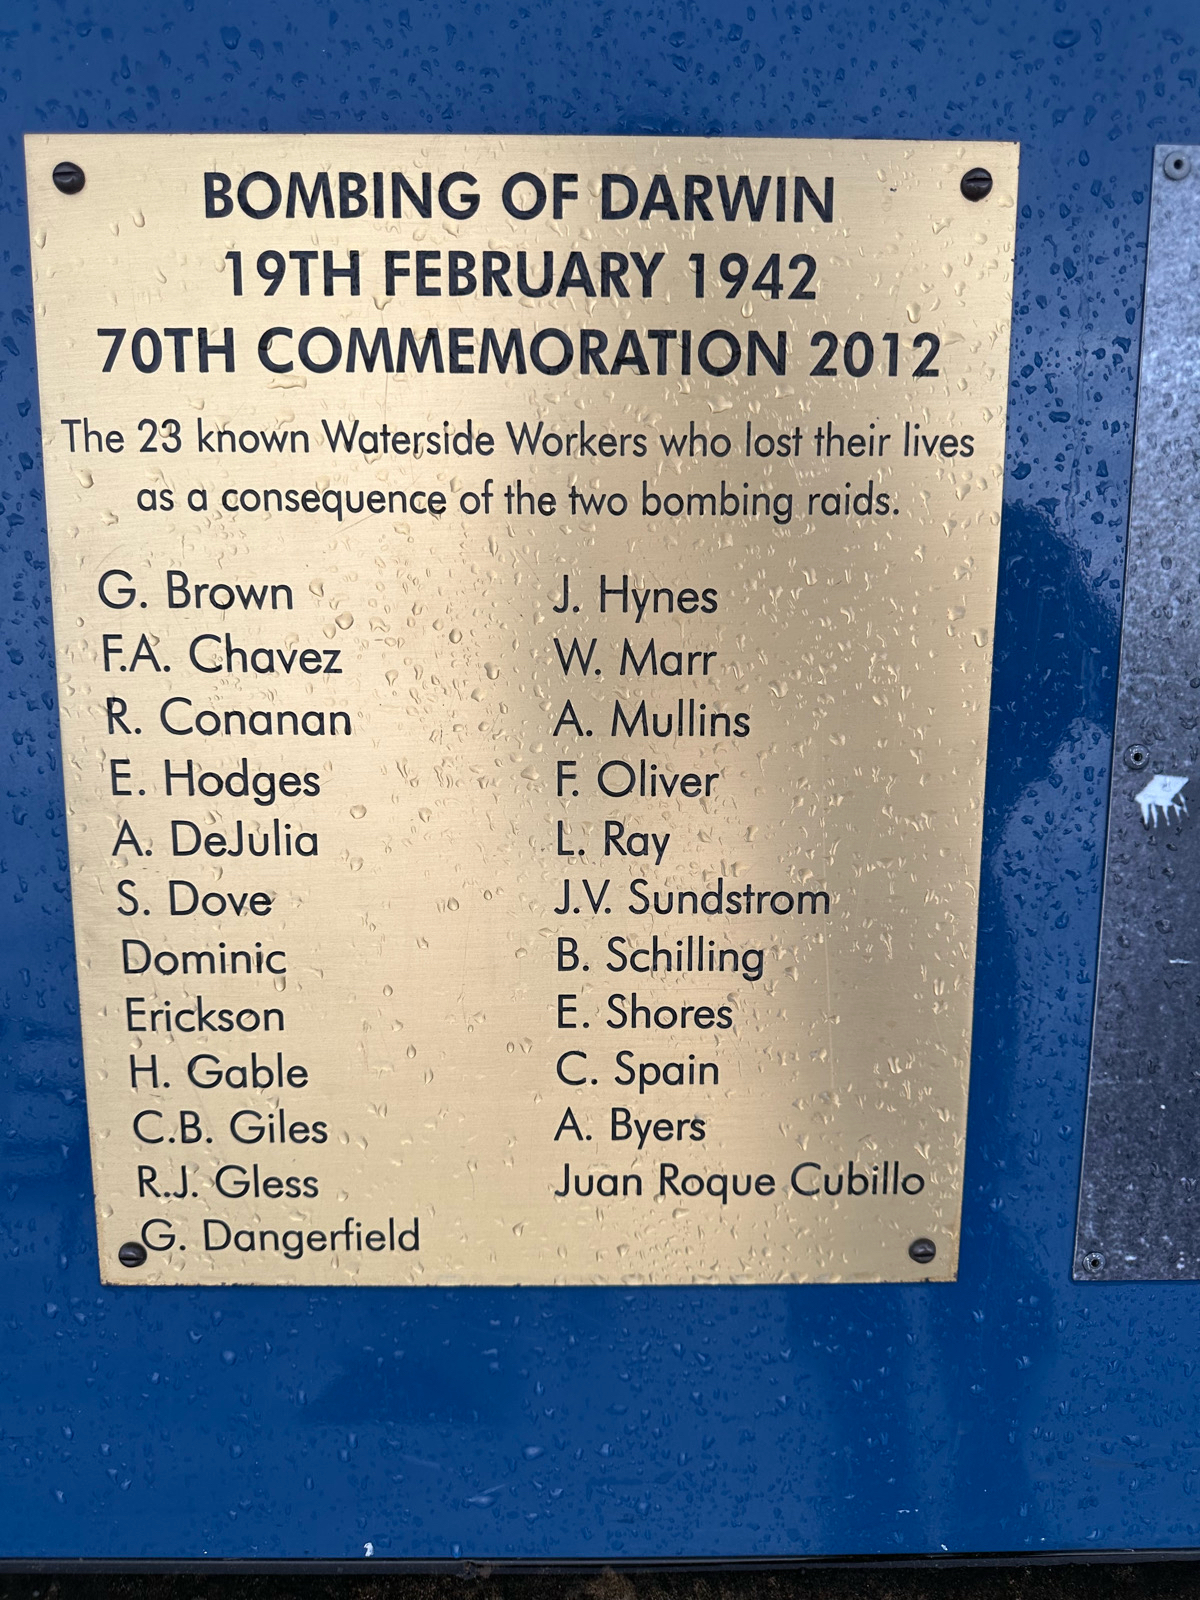 BOMBING OF DARWIN
19TH FEBRUARY 1942
70TH COMMEMORATION 2012
The 23 known Waterside Workers who lost their lives
as a consequence of the two bombing raids.
G. Brown
F.A. Chavez
R. Conanan
E. Hodges
A. DeJulia
S. Dove
Dominic
Erickson
H. Gable
C.B. Giles
R.J. Gless
G. Dangerfield
J. Hynes
W. Marr
A. Mullins
F. Oliver
L. Ray
J.V. Sundstrom
B. Schilling
E. Shores
C. Spain
A. Byers
Juan Roque Cubillo